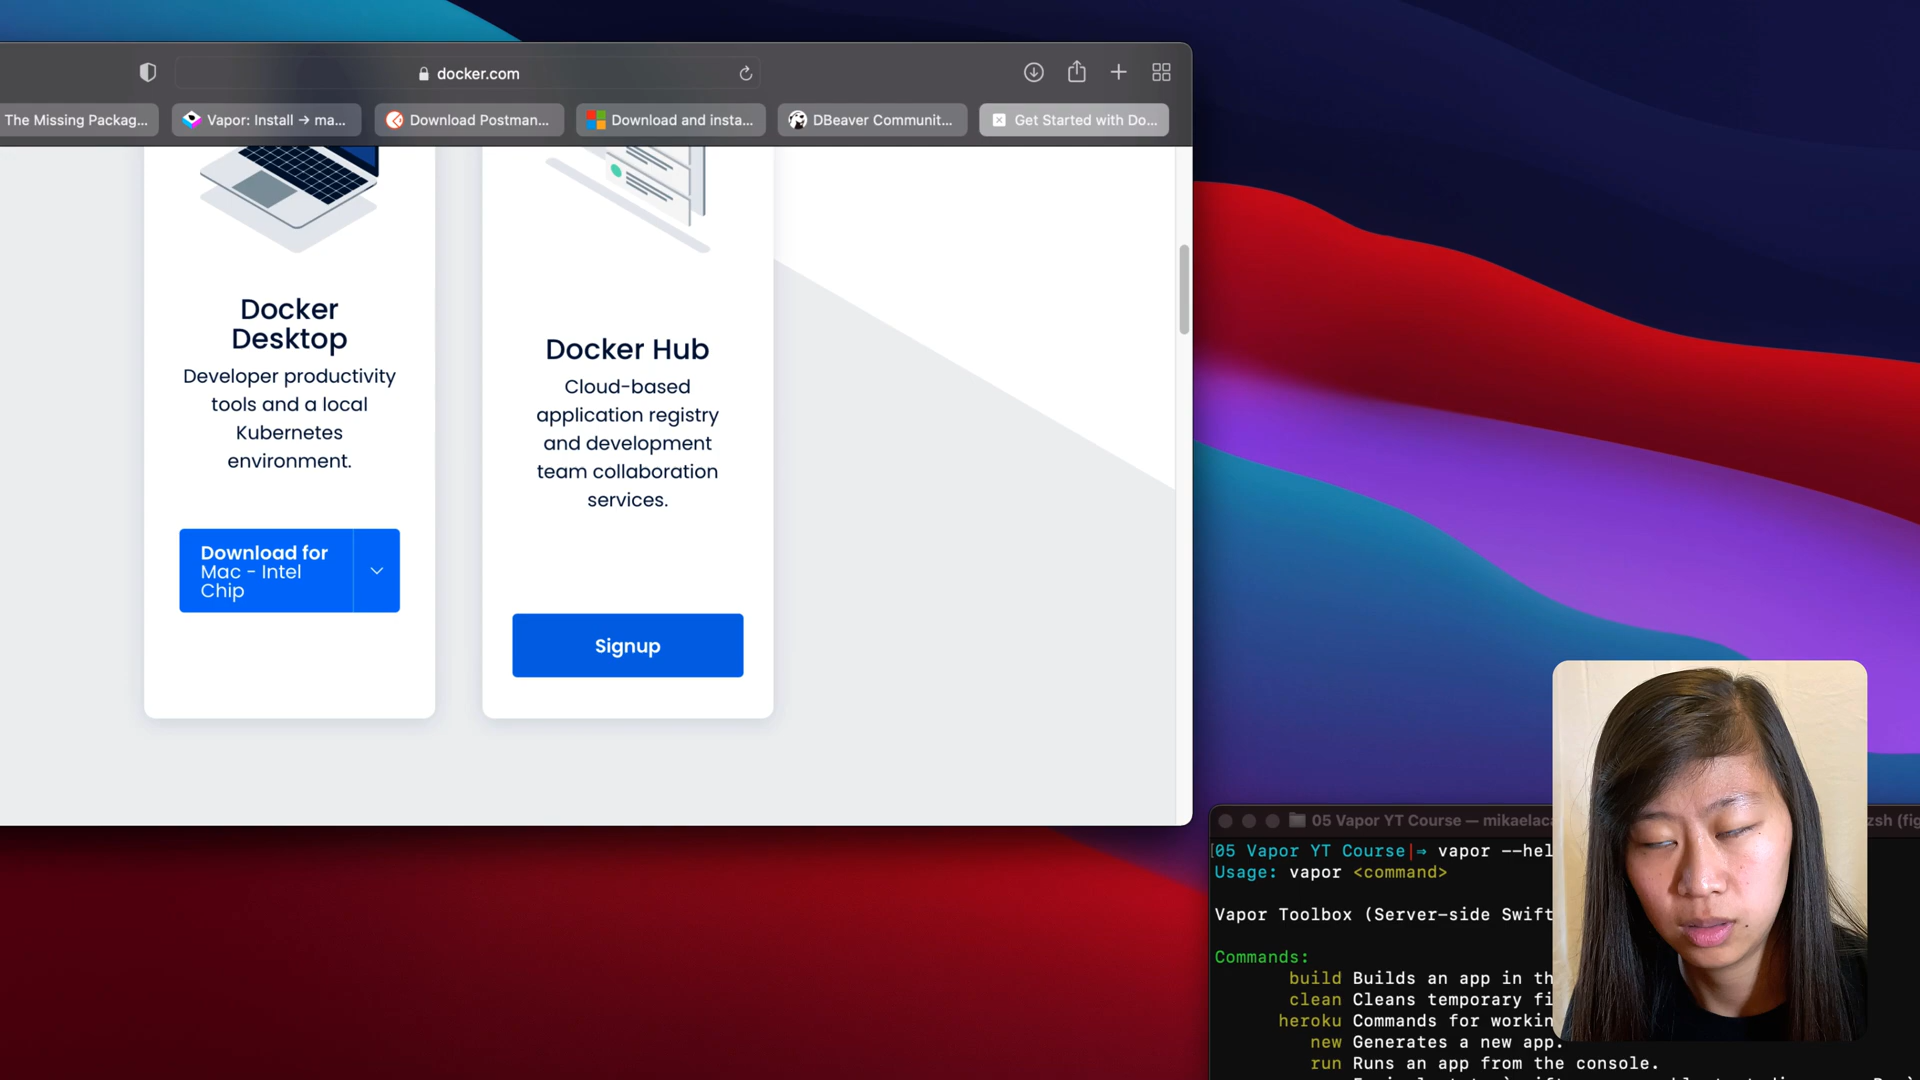 docker.com
The Missing Packag...
Vapor: Install → ma...
Download Postman...
Download and insta...
DBeaver Communit...
Get Started with Do...
Docker
Desktop
Developer productivity
tools and a local
Kubernetes
environment.
Download for
Mac - Intel
Chip
Docker Hub
Cloud-based
application registry
and development
team collaboration
services.
Signup
05 Vapor YT Course — mikaelaca
zsh (fig
[05 Vapor YT Course|⇒ vapor --hel
Usage: vapor <command>
Vapor Toolbox (Server-side Swift
Commands:
build Builds an app in th
clean Cleans temporary fi
heroku Commands for workin
new Generates a new app.
run Runs an app from the console.